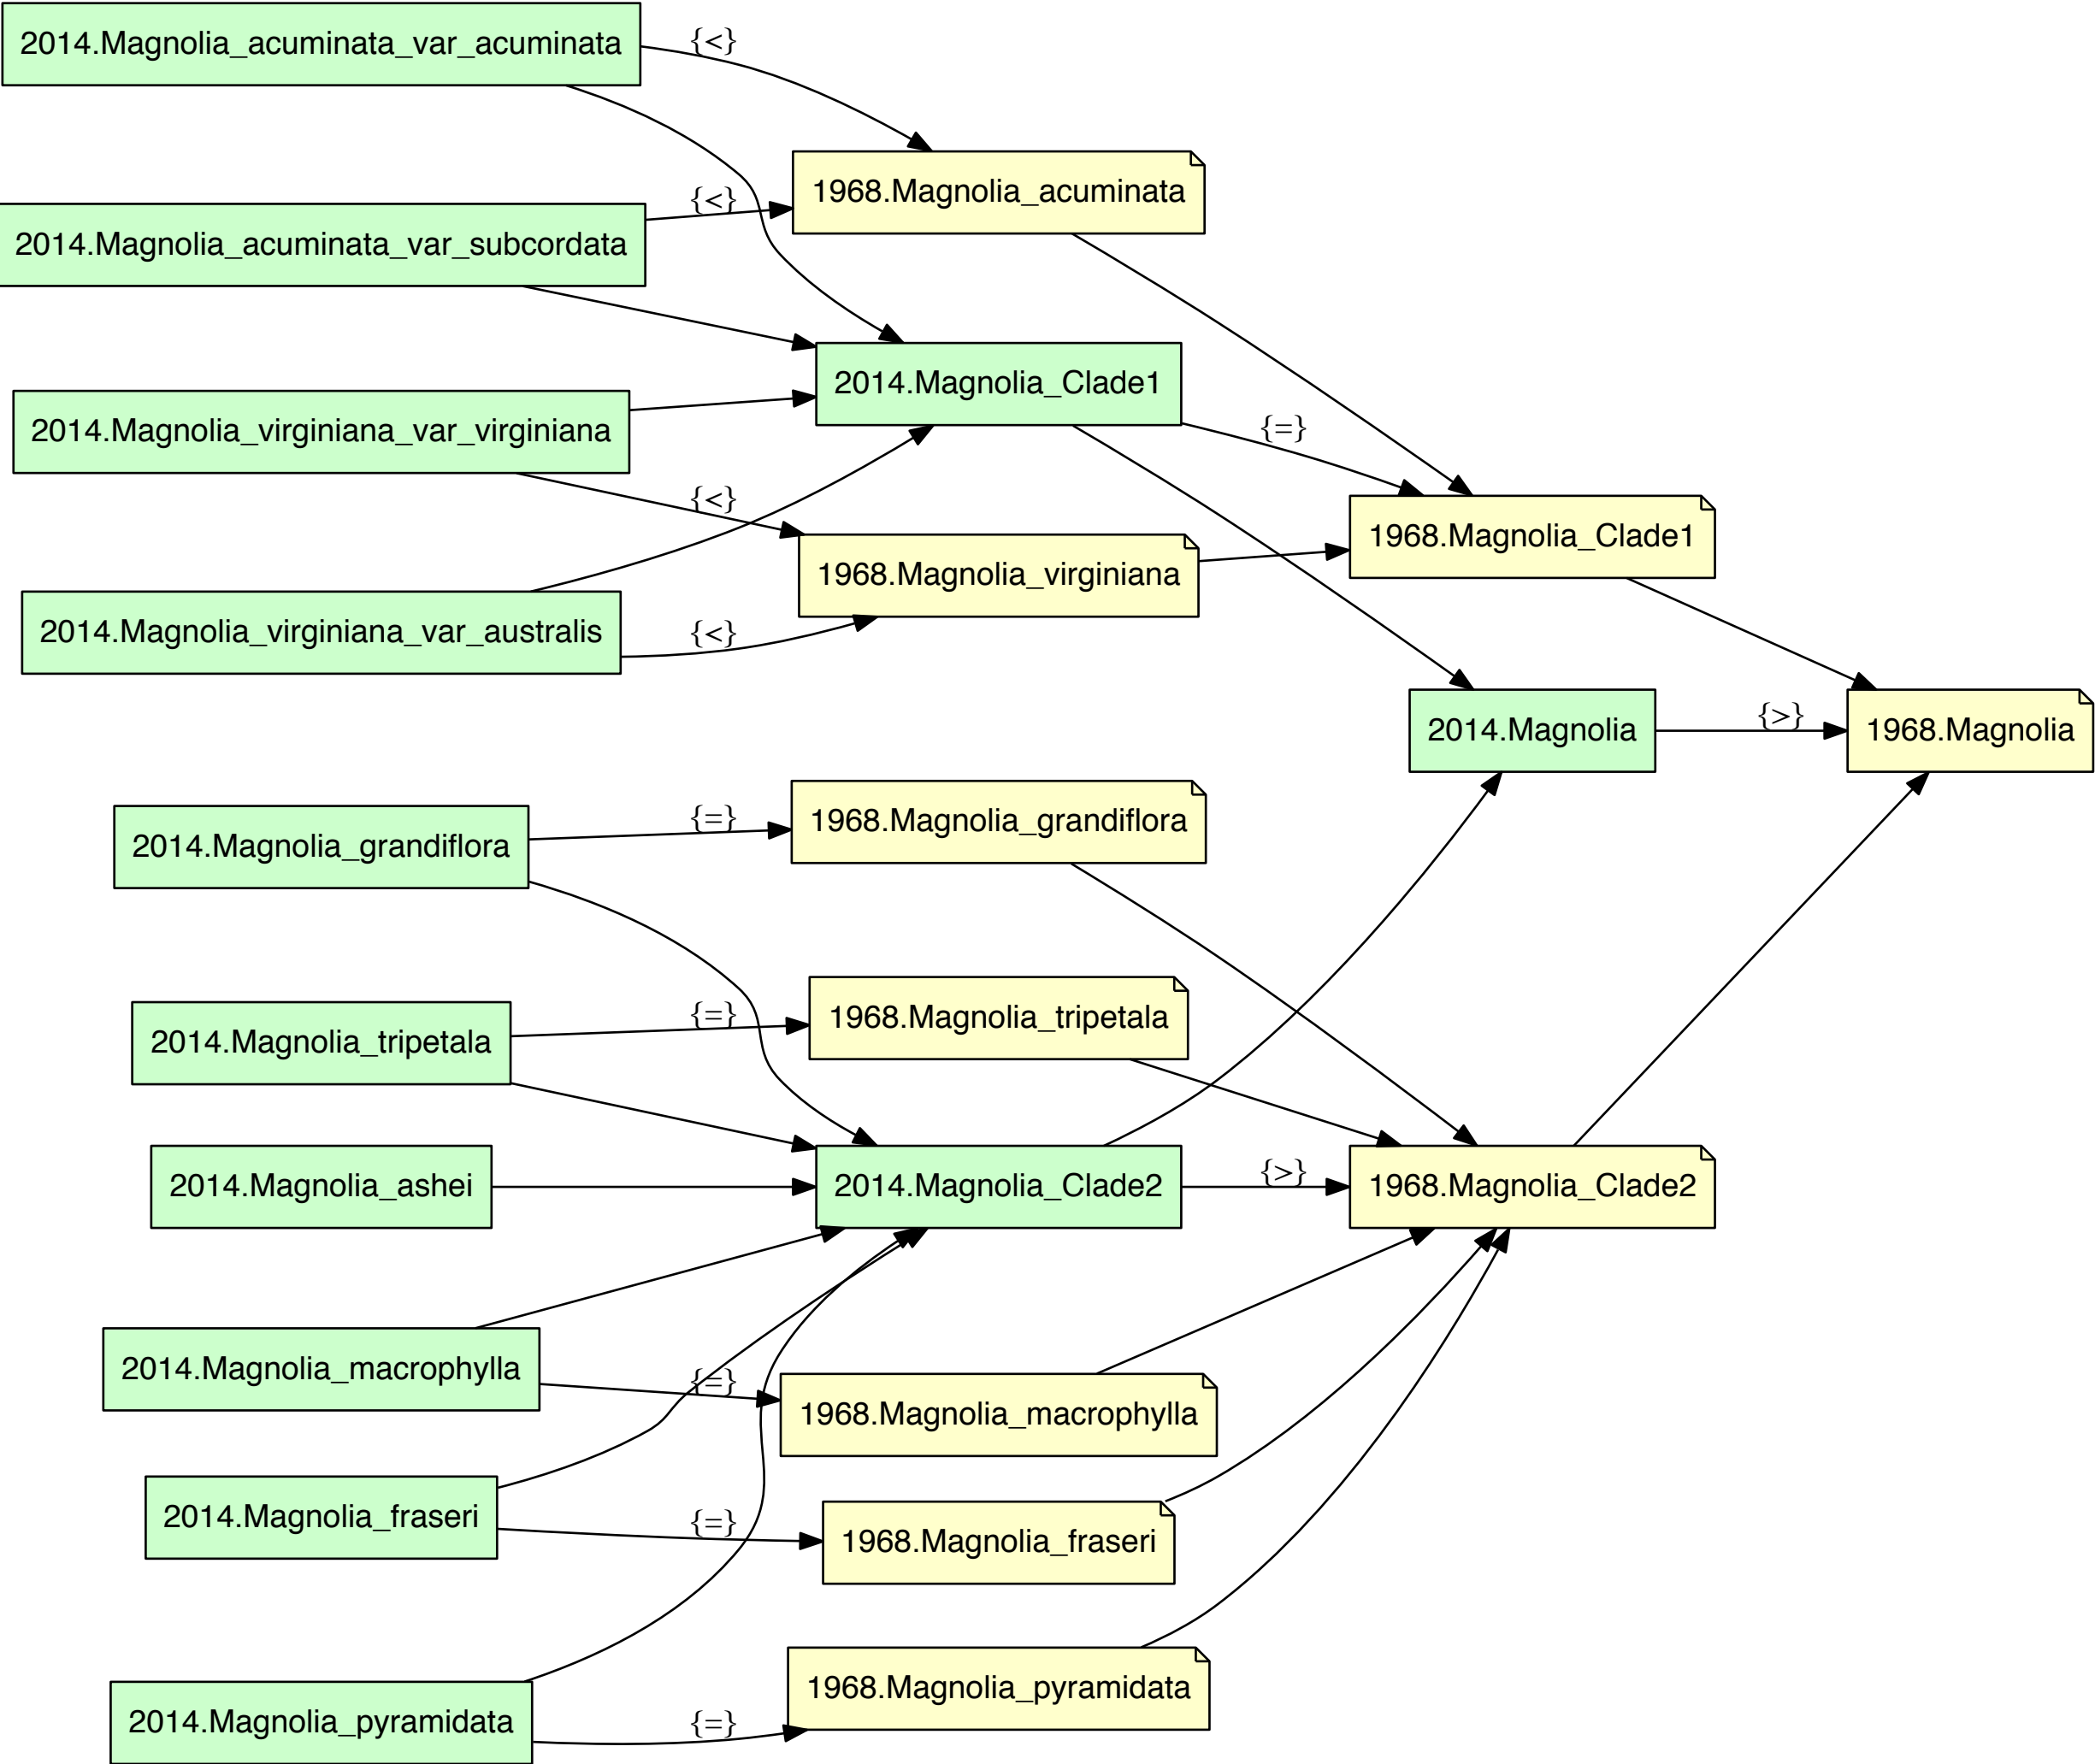 2014.Magnolia_acuminata_var_acuminata
{<}
1968.Magnolia_acuminata
{<}
2014.Magnolia_acuminata_var_subcordata
2014.Magnolia_Clade1
{=}
2014.Magnolia_virginiana_var_virginiana
{<}
1968.Magnolia_Clade1
1968.Magnolia_virginiana
2014.Magnolia_virginiana_var_australis
{<}
2014.Magnolia
{>}
1968.Magnolia
{=}
1968.Magnolia_grandiflora
2014.Magnolia_grandiflora
{=}
1968.Magnolia_tripetala
2014.Magnolia_tripetala
2014.Magnolia_ashei
2014.Magnolia_Clade2
{>}
1968.Magnolia_Clade2
2014.Magnolia_macrophylla
{=}
1968.Magnolia_macrophylla
2014.Magnolia_fraseri
{=}
1968.Magnolia_fraseri
1968.Magnolia_pyramidata
2014.Magnolia_pyramidata
{=}